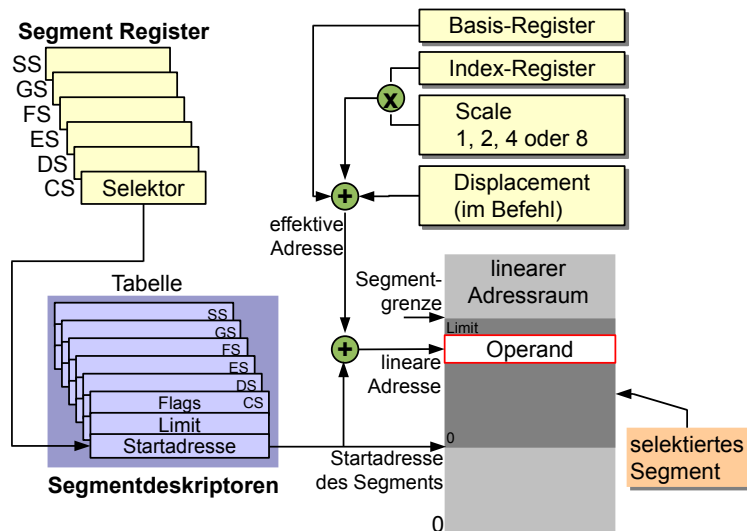 Segment Register
SS
GS
FS
ES
DS
CS
Selektor
Basis-Register
Index-Register
x
Scale
1, 2, 4 oder 8
+
Displacement
(im Befehl)
effektive
Adresse
Tabelle
SS
GS
FS
ES
DS
Flags CS
Limit
Startadresse
Segmentdeskriptoren
+
lineare
Adresse
Segment-
grenze
linearer
Adressraum
Limit
Operand
0
Startadresse
des Segments
0
selektiertes
Segment